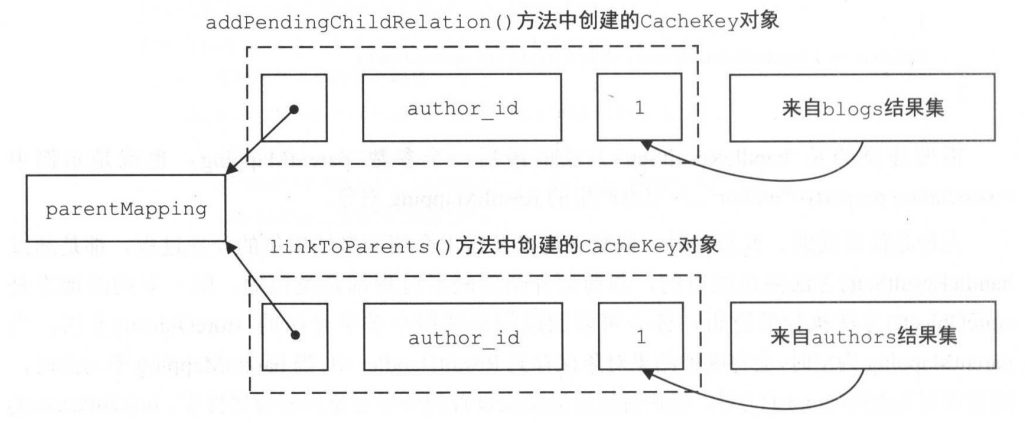 addPendingChildRelation()方法中创建的CacheKey对象
author_id
1
来自blogs结果集
parentMapping
linkToParents()方法中创建的CacheKey对象
author_id
1
来自authors结果集